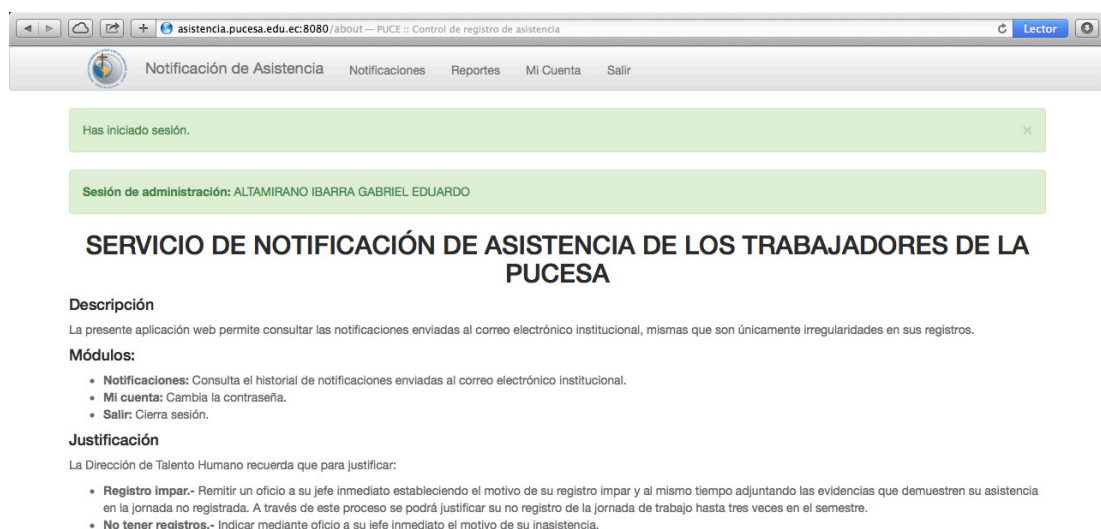 asistencia.pucesa.edu.ec:8080/about — PUCE :: Control de registro de asistencia
Lector
Notificación de Asistencia Notificaciones Reportes Mi Cuenta Salir
Has iniciado sesión. ×
Sesión de administración: ALTAMIRANO IBARRA GABRIEL EDUARDO
SERVICIO DE NOTIFICACIÓN DE ASISTENCIA DE LOS TRABAJADORES DE LA
PUCESA
Descripción
La presente aplicación web permite consultar las notificaciones enviadas al correo electrónico institucional, mismas que son únicamente irregularidades en sus registros.
Módulos:
• Notificaciones: Consulta el historial de notificaciones enviadas al correo electrónico institucional.
• Mi cuenta: Cambia la contraseña.
• Salir: Cierra sesión.
Justificación
La Dirección de Talento Humano recuerda que para justificar:
• Registro impar.- Remitir un oficio a su jefe inmediato estableciendo el motivo de su registro impar y al mismo tiempo adjuntando las evidencias que demuestren su asistencia
en la jornada no registrada. A través de este proceso se podrá justificar su no registro de la jornada de trabajo hasta tres veces en el semestre.
• No tener registros.- Indicar mediante oficio a su jefe inmediato el motivo de su inasistencia.